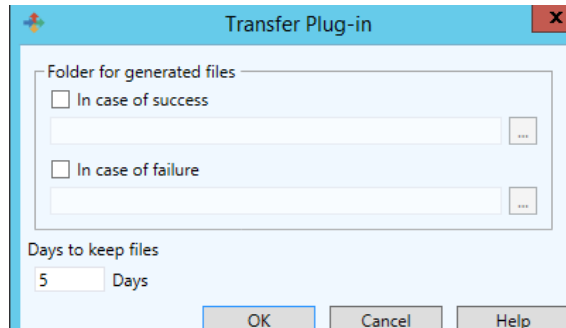 Transfer Plug-in
x
Folder for generated files
In case of success
...
In case of failure
...
Days to keep files
5 Days
OK Cancel Help